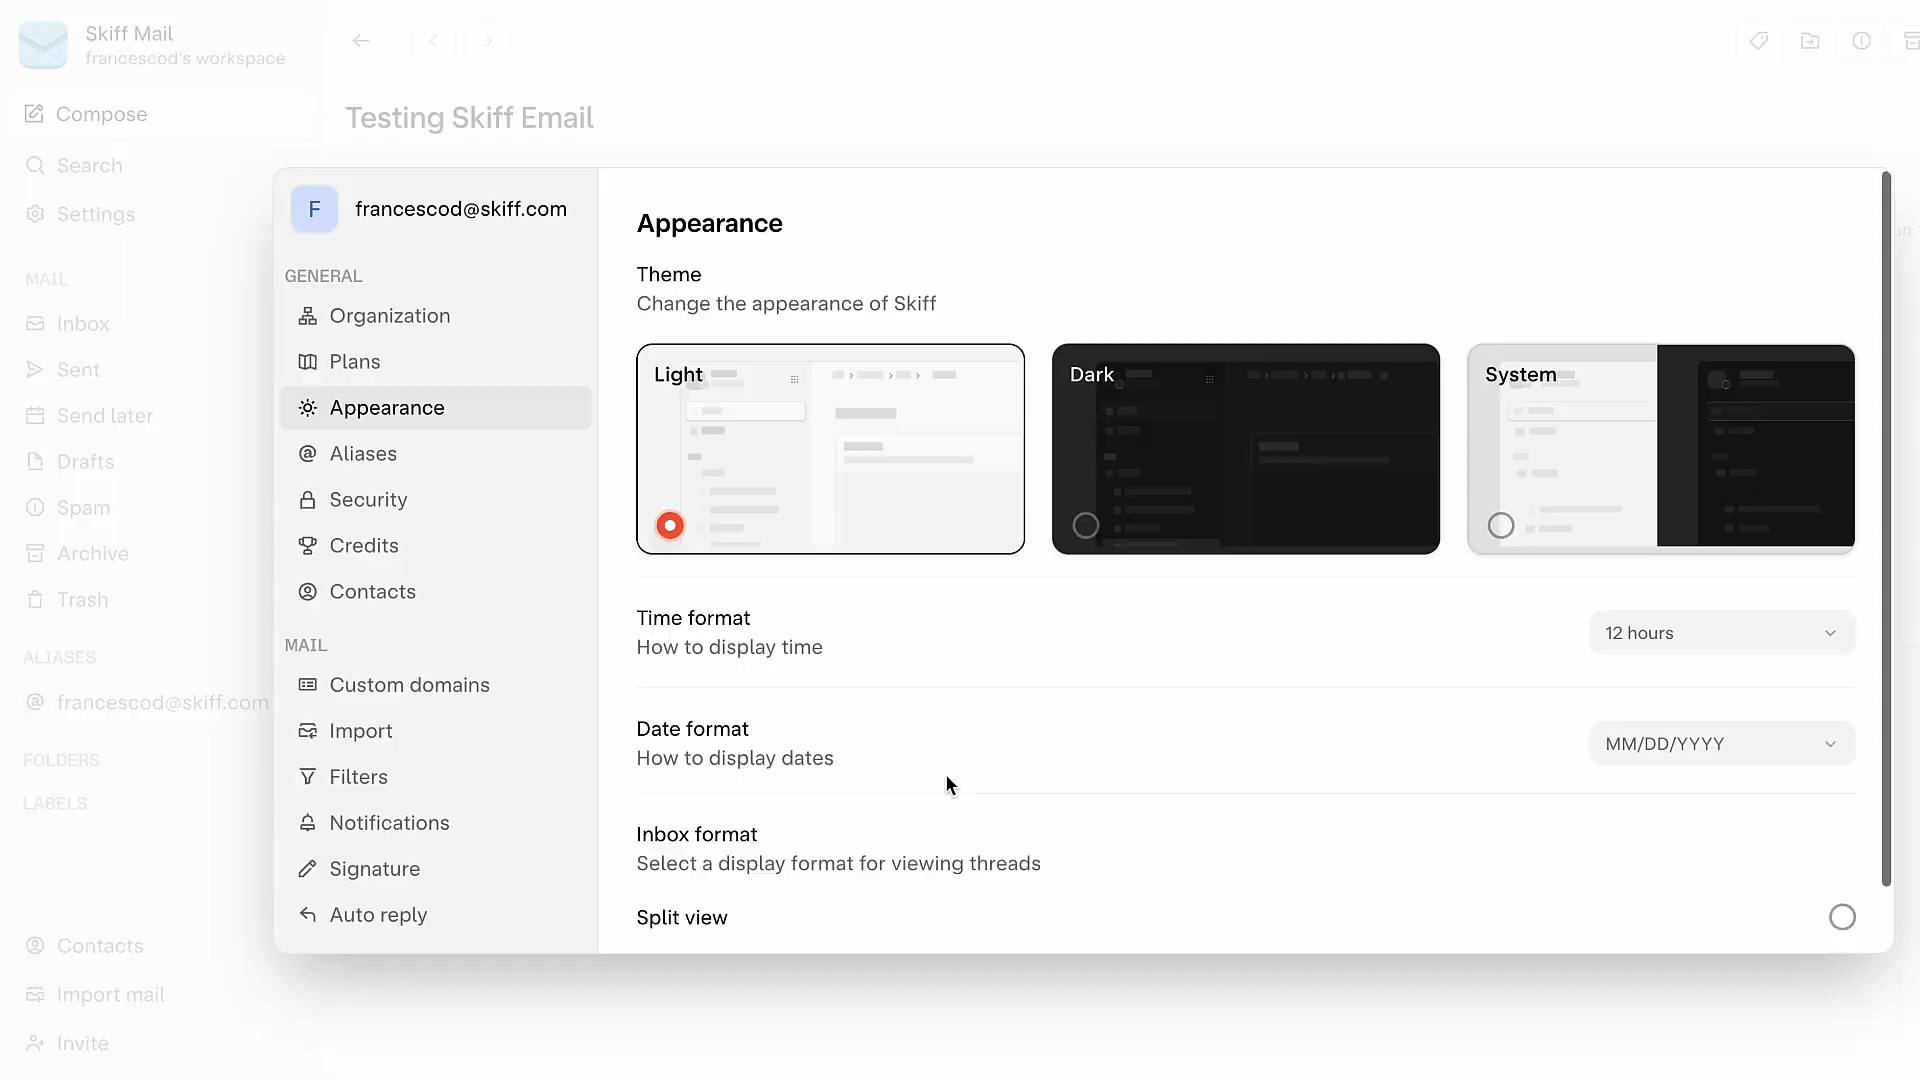 Skiff Mail
francescod's workspace
Compose
Search
Settings
MAIL
Inbox
Sent
Send later
Drafts
Spam
Archive
Trash
ALIASES
francescod@skiff.com
FOLDERS
LABELS
Contacts
Import mail
Invite
Testing Skiff Email
F
francescod@skiff.com
GENERAL
Organization
Plans
Appearance
Aliases
Security
Credits
Contacts
MAIL
Custom domains
Import
Filters
Notifications
Signature
Auto reply
Appearance
Theme
Change the appearance of Skiff
Light
Dark
System
Time format
How to display time
12 hours
Date format
How to display dates
MM/DD/YYYY
Inbox format
Select a display format for viewing threads
Split view